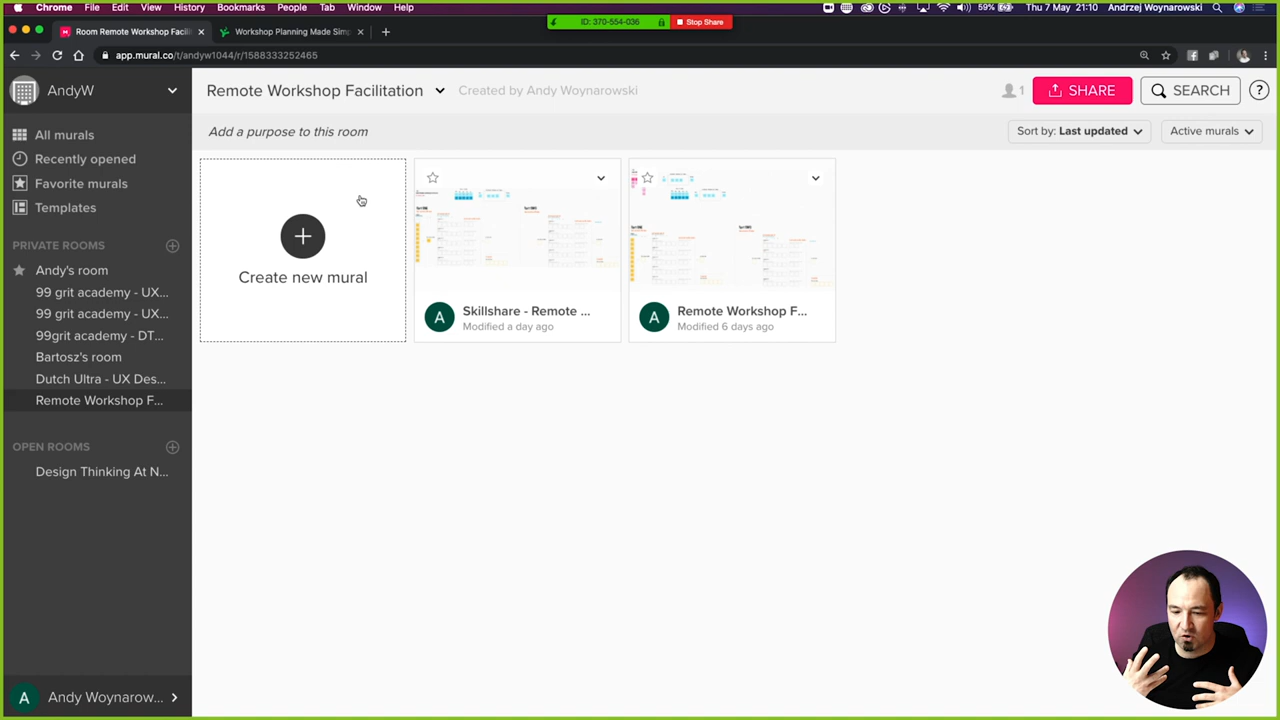 Chrome File Edit View History Bookmarks People Tab Window Help
59% Thu 7 May 21:10 Andrzej Woynarowski
ID: 370-554-036 Stop Share
Room Remote Workshop Facili
Workshop Planning Made Simp
app.mural.co/t/andyw1044/r/1588333252465
AndyW
Remote Workshop Facilitation
Created by Andy Woynarowski
1
SHARE
SEARCH
?
Add a purpose to this room
Sort by: Last updated
Active murals
All murals
Recently opened
Favorite murals
Templates
PRIVATE ROOMS
Andy's room
99 grit academy - UX...
99 grit academy - UX...
99grit academy - DT...
Bartosz's room
Dutch Ultra - UX Des...
Remote Workshop F...
OPEN ROOMS
Design Thinking At N...
Create new mural
A
Skillshare - Remote ...
Modified a day ago
A
Remote Workshop F...
Modified 6 days ago
A
Andy Woynarow...